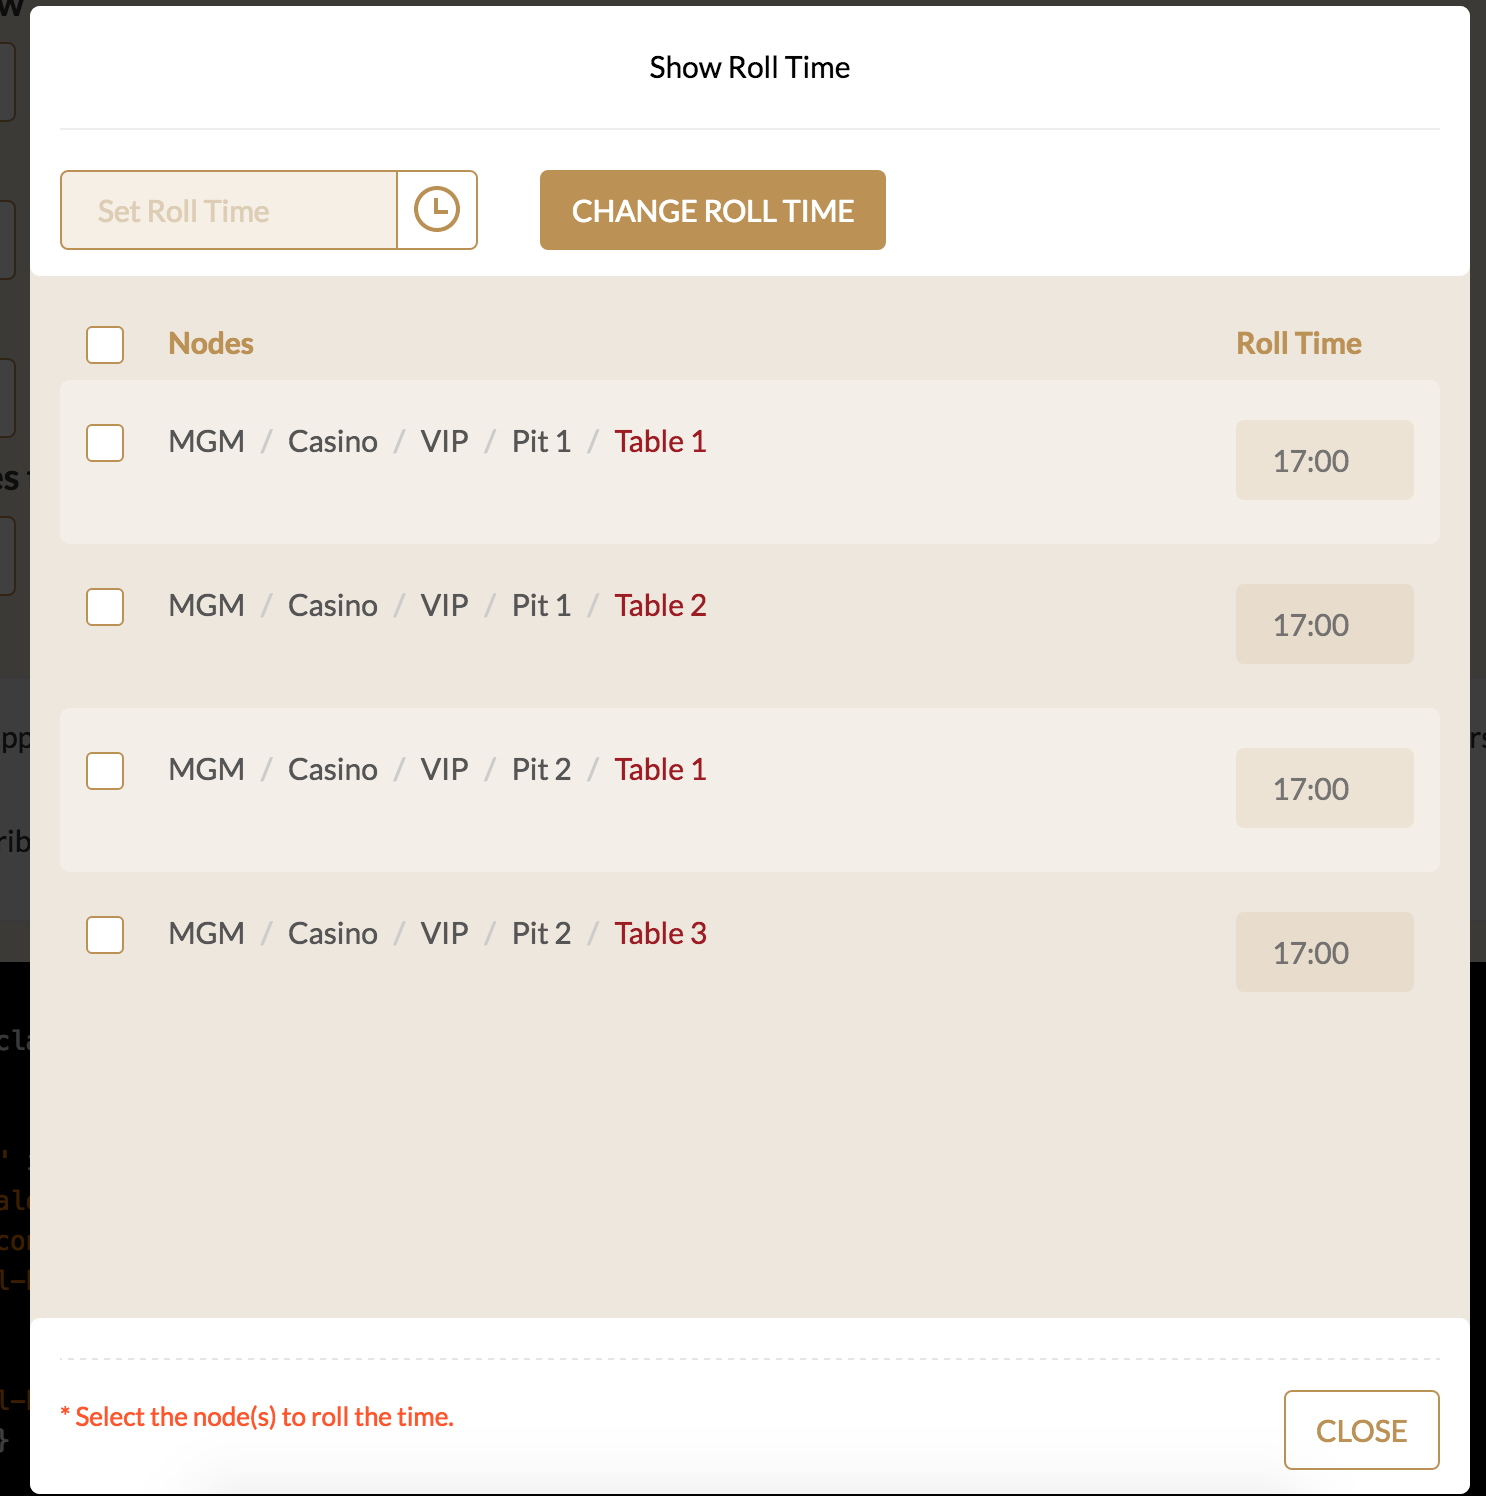 Show Roll Time
Set Roll Time
CHANGE ROLL TIME
Nodes Roll Time
MGM / Casino / VIP / Pit 1 / Table 1 17:00
MGM / Casino / VIP / Pit 1 / Table 2 17:00
MGM / Casino / VIP / Pit 2 / Table 1 17:00
MGM / Casino / VIP / Pit 2 / Table 3 17:00
* Select the node(s) to roll the time.
CLOSE